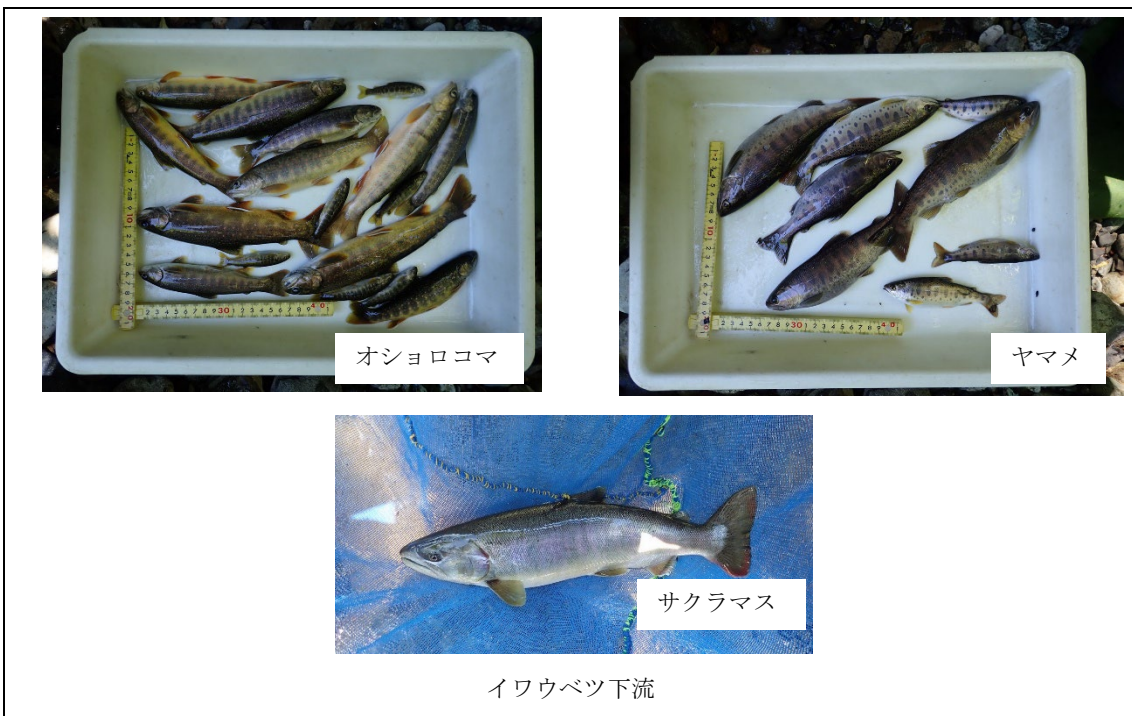 オショロコマ
ヤマメ
サクラマス
イワウベツ下流